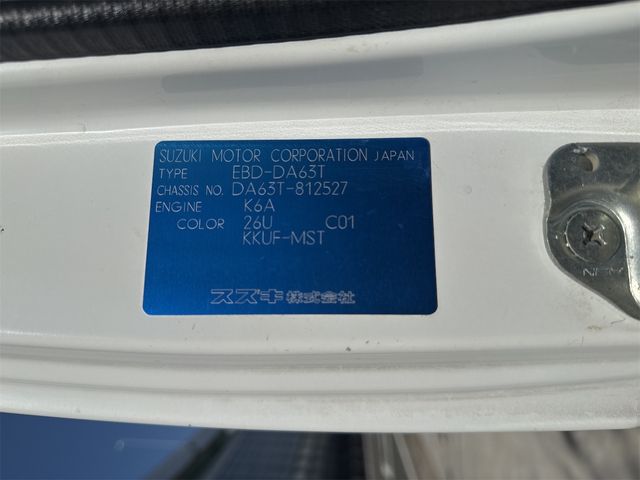 SUZUKI MOTOR CORPORATION JAPAN
TYPE EBD-DA63T
CHASSIS NO. DA63T-812527
ENGINE K6A
COLOR 26U C01
KKUF-MST
スズキ株式会社